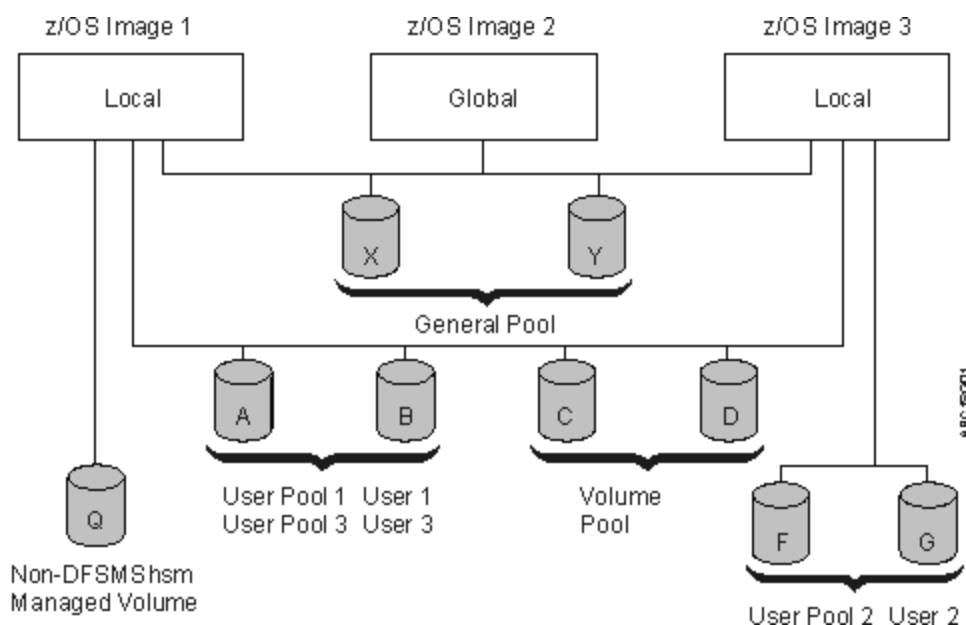 z/OS Image 1
z/OS Image 2
z/OS Image 3
Local
Global
Local
X
Y
General Pool
A
B
C
D
User Pool 1 User 1
User Pool 3 User 3
Volume
Pool
Q
F
G
Non-DFSMShsm
Managed Volume
User Pool 2 User 2